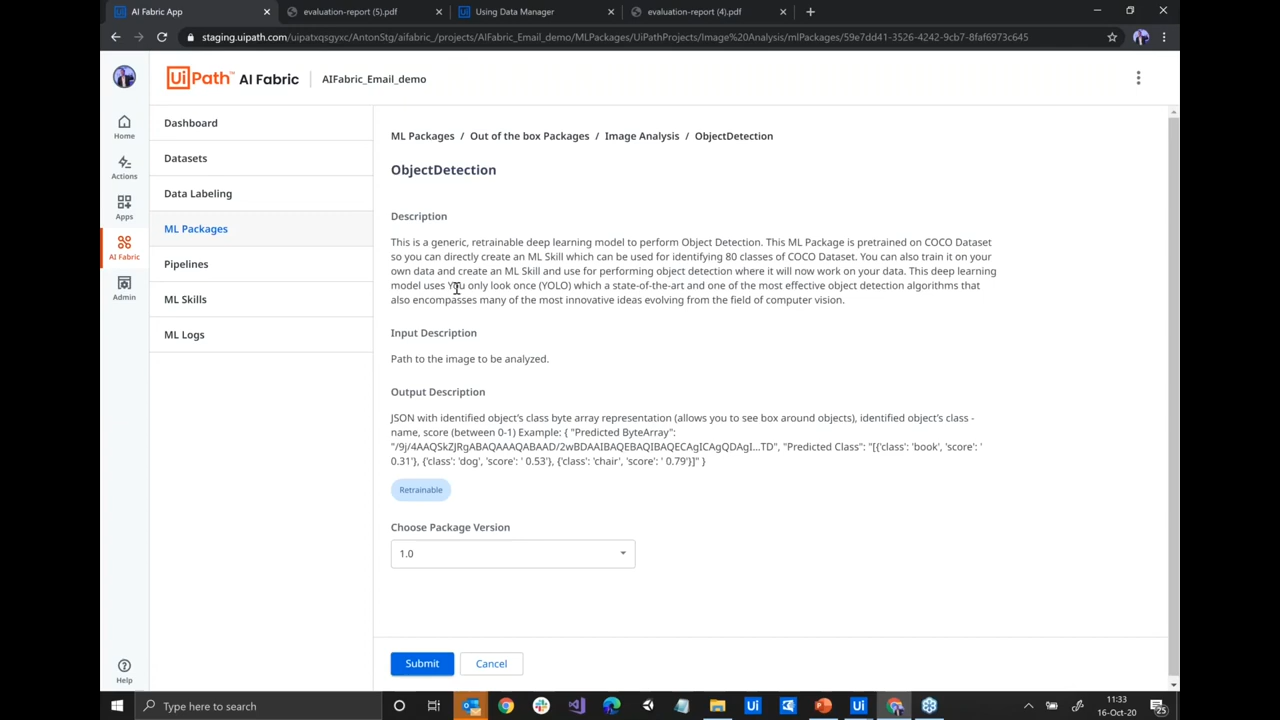 AI Fabric App
evaluation-report (5).pdf
Using Data Manager
evaluation-report (4).pdf
staging.uipath.com/uipatxqsgyxc/AntonStg/aifabric_/projects/AIFabric_Email_demo/MLPackages/UiPathProjects/Image%20Analysis/mlPackages/59e7dd41-3526-4242-9cb7-8faf6973c645
UiPath™ AI Fabric
AIFabric_Email_demo
Home
Actions
Apps
AI Fabric
Admin
Help
Dashboard
Datasets
Data Labeling
ML Packages
Pipelines
ML Skills
ML Logs
ML Packages / Out of the box Packages / Image Analysis / ObjectDetection
ObjectDetection
Description
This is a generic, retrainable deep learning model to perform Object Detection. This ML Package is pretrained on COCO Dataset
so you can directly create an ML Skill which can be used for identifying 80 classes of COCO Dataset. You can also train it on your
own data and create an ML Skill and use for performing object detection where it will now work on your data. This deep learning
model uses You only look once (YOLO) which a state-of-the-art and one of the most effective object detection algorithms that
also encompasses many of the most innovative ideas evolving from the field of computer vision.
Input Description
Path to the image to be analyzed.
Output Description
JSON with identified object's class byte array representation (allows you to see box around objects), identified object's class -
name, score (between 0-1) Example: { "Predicted ByteArray":
"/9j/4AAQSkZJRgABAQAAAQABAAD/2wBDAAIBAQEBAQIBAQECAgICAgQDAgI...TD", "Predicted Class": "[{'class': 'book', 'score': '
0.31'}, {'class': 'dog', 'score': ' 0.53'}, {'class': 'chair', 'score': ' 0.79'}]" }
Retrainable
Choose Package Version
1.0
Submit
Cancel
Type here to search
11:33
16-Oct-20
25